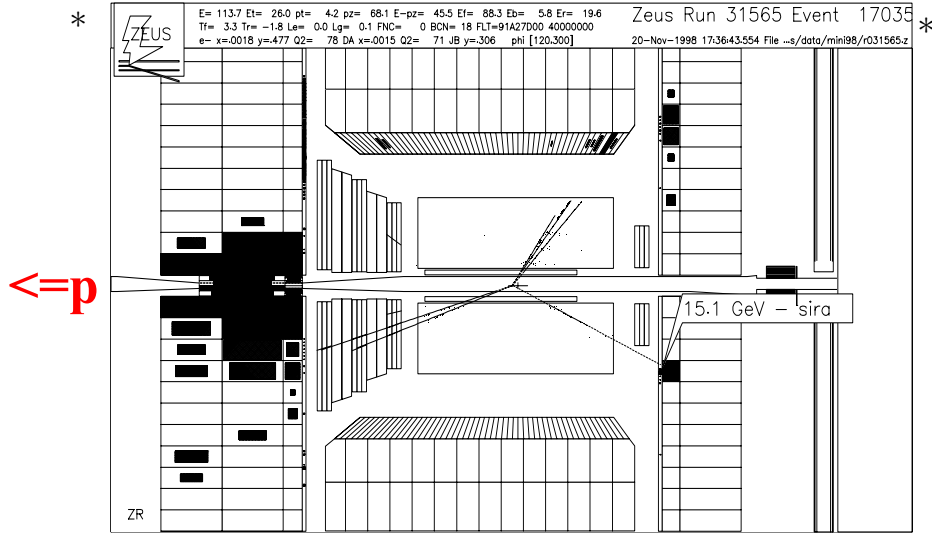 * ZEUS E= 113.7 Et= 26.0 pt= 4.2 pz= 68.1 E-pz= 45.5 Ef= 88.3 Eb= 5.8 Er= 19.6 Zeus Run 31565 Event 17035 *
Tf= 3.3 Tr= -1.8 Le= 0.0 Lg= 0.1 FNC= 0 BCN= 18 FLT=91A27D00 40000000
e- x=.0018 y=.477 Q2= 78 DA x=.0015 Q2= 71 JB y=.306 phi [120.300] 20-Nov-1998 17:36:43.554 File ...s/data/mini98/r031565.z
<=p
15.1 GeV - sira
ZR